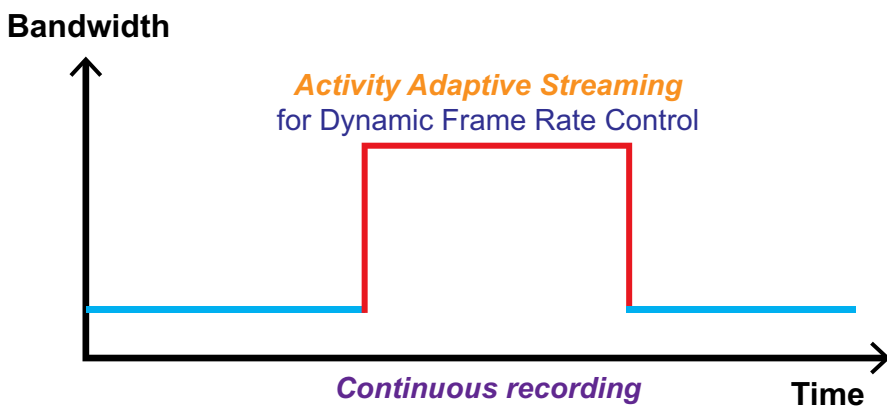 Bandwidth
Activity Adaptive Streaming
for Dynamic Frame Rate Control
Continuous recording
Time